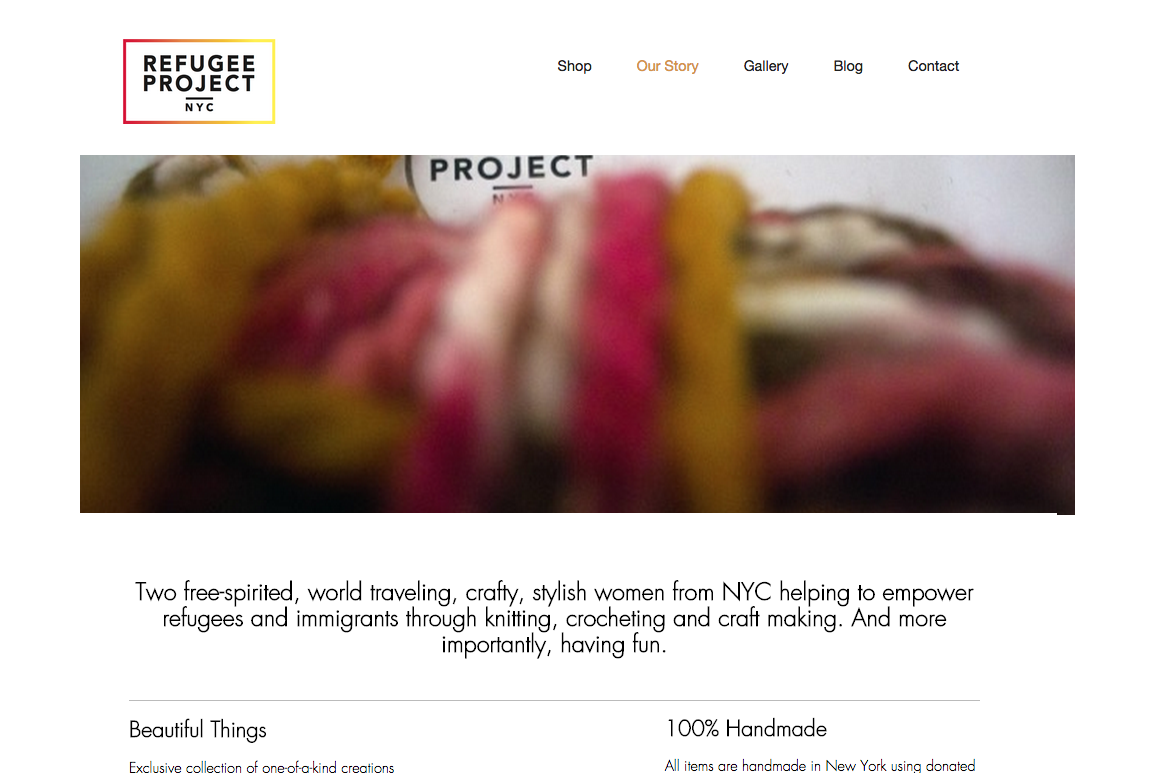 REFUGEE
PROJECT
NYC
Shop
Our Story
Gallery
Blog
Contact
PROJECT
NYC
Two free-spirited, world traveling, crafty, stylish women from NYC helping to empower
refugees and immigrants through knitting, crocheting and craft making. And more
importantly, having fun.
Beautiful Things
100% Handmade
Exclusive collection of one-of-a-kind creations
All items are handmade in New York using donated